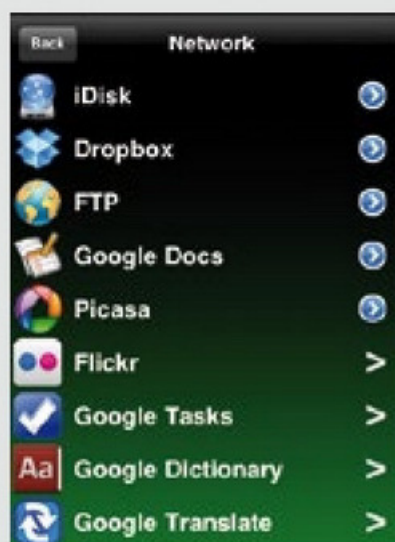 Back
Network
iDisk
Dropbox
FTP
Google Docs
Picasa
Flickr
Google Tasks
Aa Google Dictionary
Google Translate